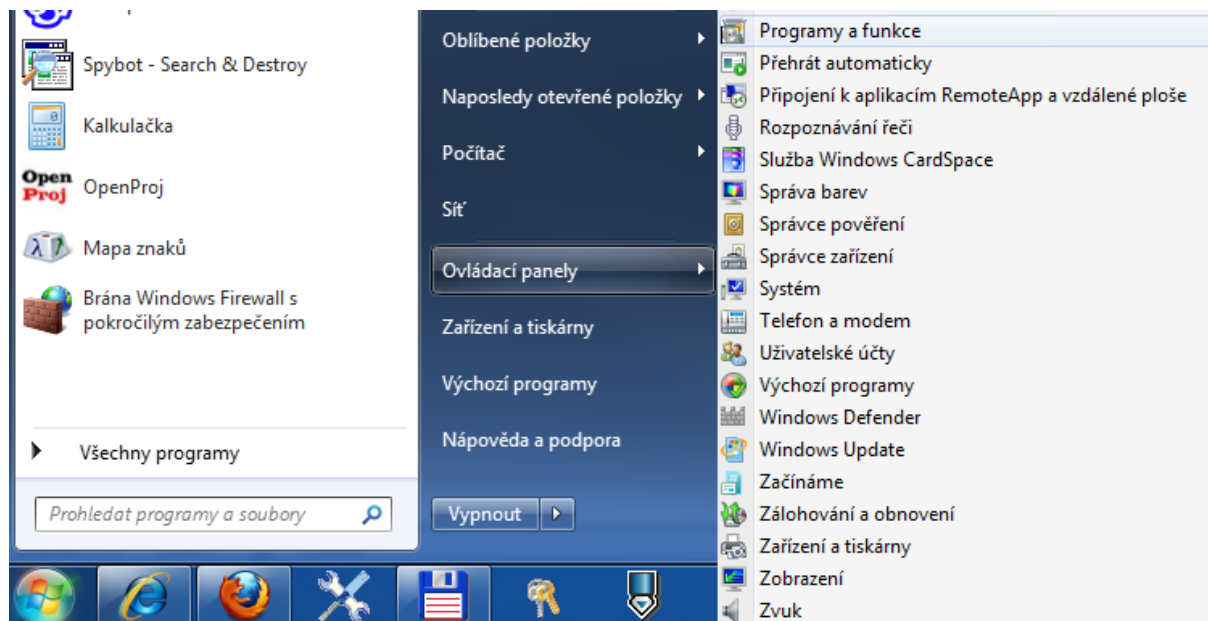 Spybot - Search & Destroy
Kalkulačka
Open
Proj
OpenProj
Mapa znaků
Brána Windows Firewall s
pokročilým zabezpečením
Všechny programy
Prohledat programy a soubory
Oblíbené položky
Naposledy otevřené položky
Počítač
Síť
Ovládací panely
Zařízení a tiskárny
Výchozí programy
Nápověda a podpora
Vypnout
Programy a funkce
Přehrát automaticky
Připojení k aplikacím RemoteApp a vzdálené ploše
Rozpoznávání řeči
Služba Windows CardSpace
Správa barev
Správce pověření
Správce zařízení
Systém
Telefon a modem
Uživatelské účty
Výchozí programy
Windows Defender
Windows Update
Začínáme
Zálohování a obnovení
Zařízení a tiskárny
Zobrazení
Zvuk